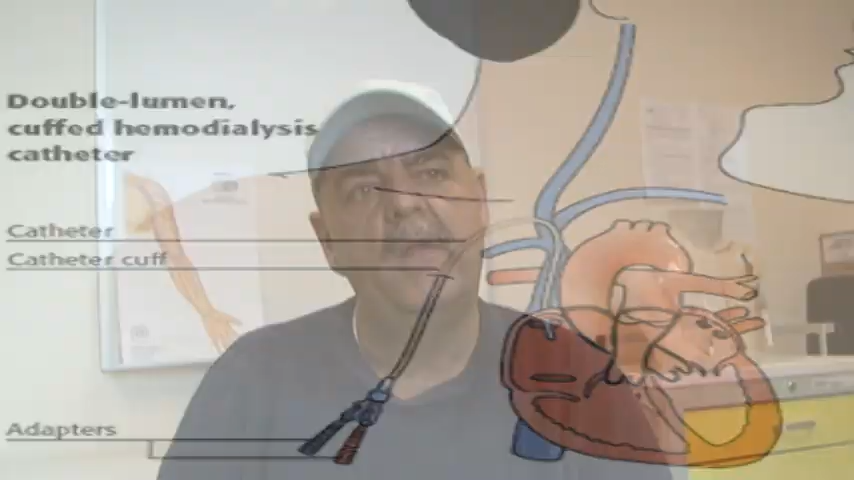 Double-lumen,
cuffed hemodialysis
catheter
Catheter
Catheter cuff
Adapters